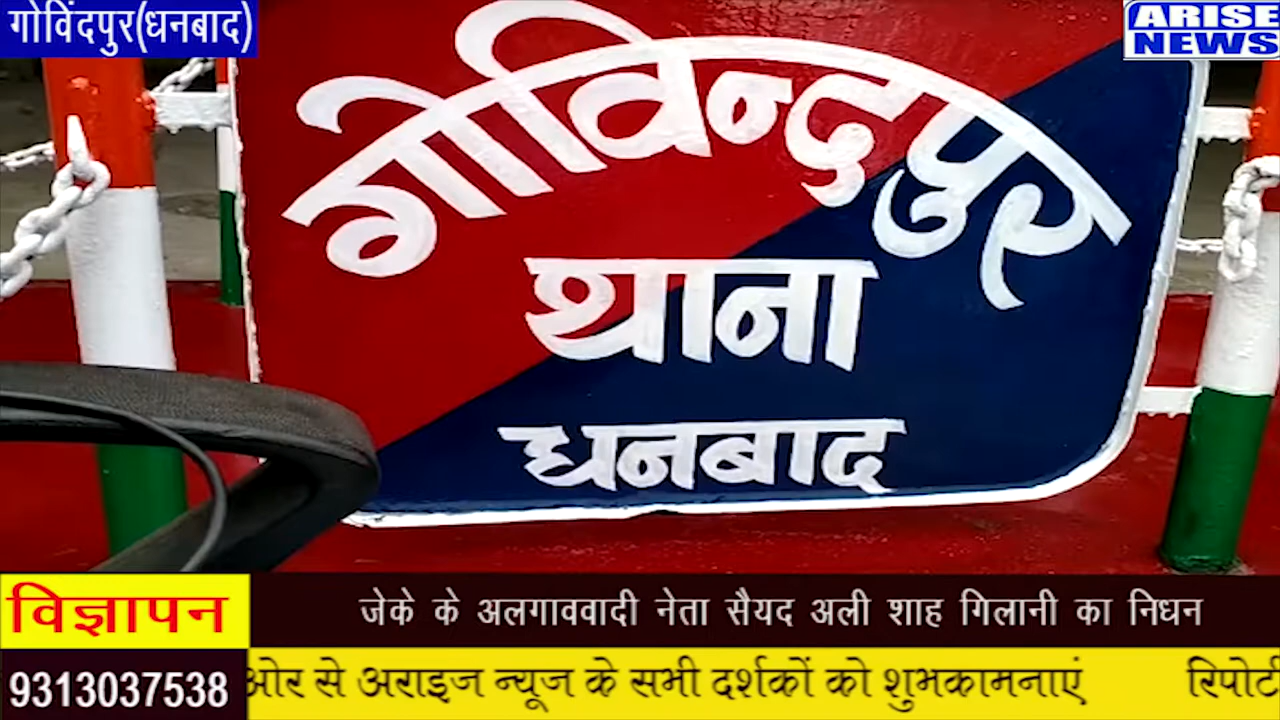 गोविंदपुर(धनबाद)
ARISE
NEWS
गोविन्दपुर
थाना
धनबाद
विज्ञापन
जेके के अलगाववादी नेता सैयद अली शाह गिलानी का निधन
9313037538
ओर से अराइज न्यूज के सभी दर्शकों को शुभकामनाएं